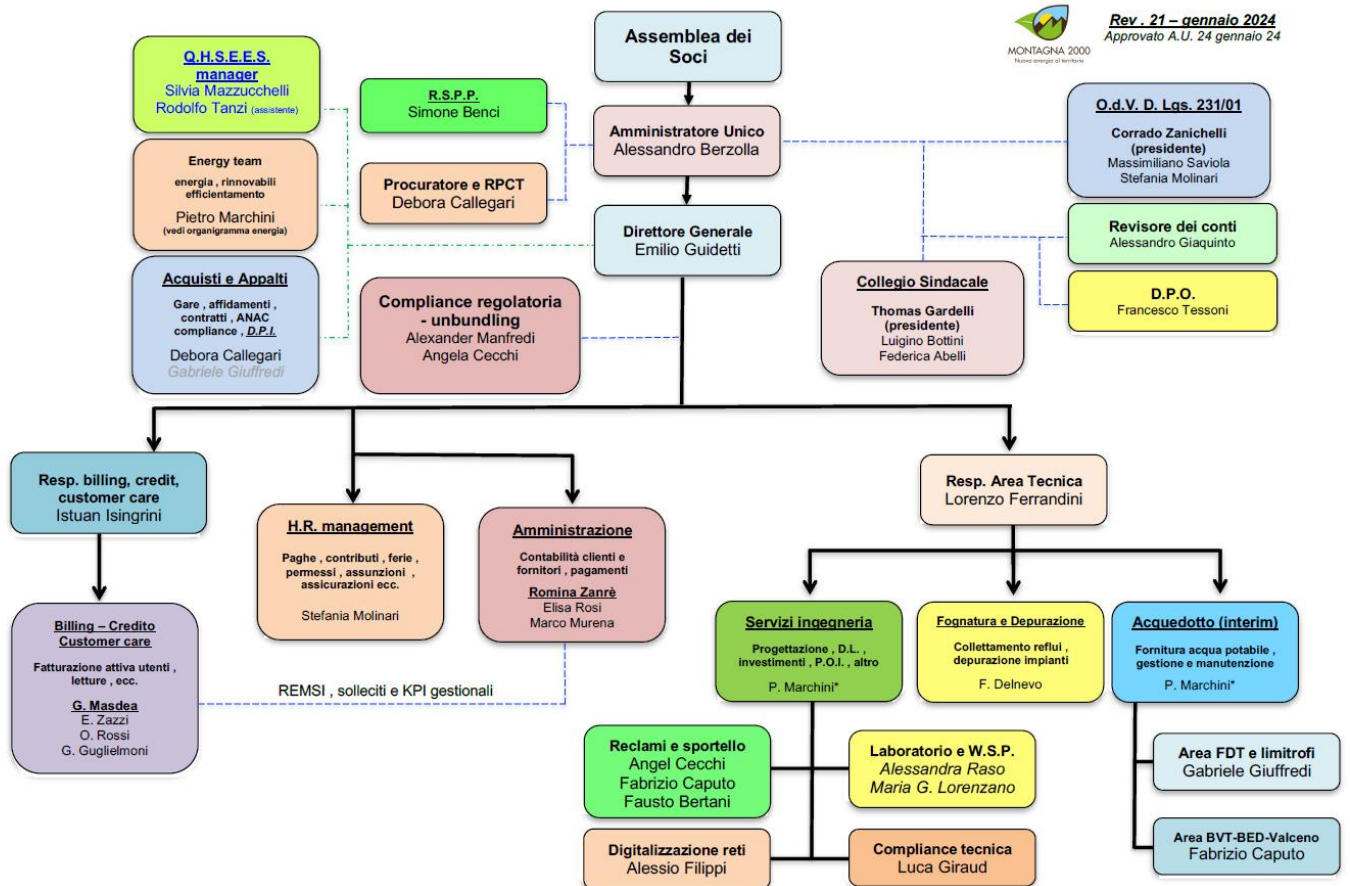 Assemblea dei
Soci
MONTAGNA 2000
Nuova energia al territorio
Rev . 21 – gennaio 2024
Approvato A.U. 24 gennaio 24
Q.H.S.E.E.S.
manager
Silvia Mazzucchelli
Rodolfo Tanzi (assistente)
R.S.P.P.
Simone Benci
Amministratore Unico
Alessandro Berzolla
O.d.V. D. Lgs. 231/01
Corrado Zanichelli
(presidente)
Massimiliano Saviola
Stefania Molinari
Energy team
energia , rinnovabili
efficientamento
Pietro Marchini
(vedi organigramma energia)
Procuratore e RPCT
Debora Callegari
Direttore Generale
Emilio Guidetti
Revisore dei conti
Alessandro Giaquinto
Acquisti e Appalti
Gare , affidamenti ,
contratti , ANAC
compliance , D.P.I.
Debora Callegari
Gabriele Giuffredi
Compliance regolatoria
- unbundling
Alexander Manfredi
Angela Cecchi
Collegio Sindacale
Thomas Gardelli
(presidente)
Luigino Bottini
Federica Abelli
D.P.O.
Francesco Tessoni
Resp. billing, credit,
customer care
Istuan Isingrini
Resp. Area Tecnica
Lorenzo Ferrandini
H.R. management
Paghe , contributi , ferie ,
permessi , assunzioni ,
assicurazioni ecc.
Stefania Molinari
Amministrazione
Contabilità clienti e
fornitori , pagamenti
Romina Zanrè
Elisa Rosi
Marco Murena
Billing – Credito
Customer care
Fatturazione attiva utenti ,
letture , ecc.
G. Masdea
E. Zazzi
O. Rossi
G. Guglielmoni
REMSI , solleciti e KPI gestionali
Servizi ingegneria
Progettazione , D.L. ,
investimenti , P.O.I. , altro
P. Marchini*
Fognatura e Depurazione
Collettamento reflui ,
depurazione impianti
F. Delnevo
Acquedotto (interim)
Fornitura acqua potabile ,
gestione e manutenzione
P. Marchini*
Reclami e sportello
Angel Cecchi
Fabrizio Caputo
Fausto Bertani
Laboratorio e W.S.P.
Alessandra Raso
Maria G. Lorenzano
Area FDT e limitrofi
Gabriele Giuffredi
Digitalizzazione reti
Alessio Filippi
Compliance tecnica
Luca Giraud
Area BVT-BED-Valceno
Fabrizio Caputo